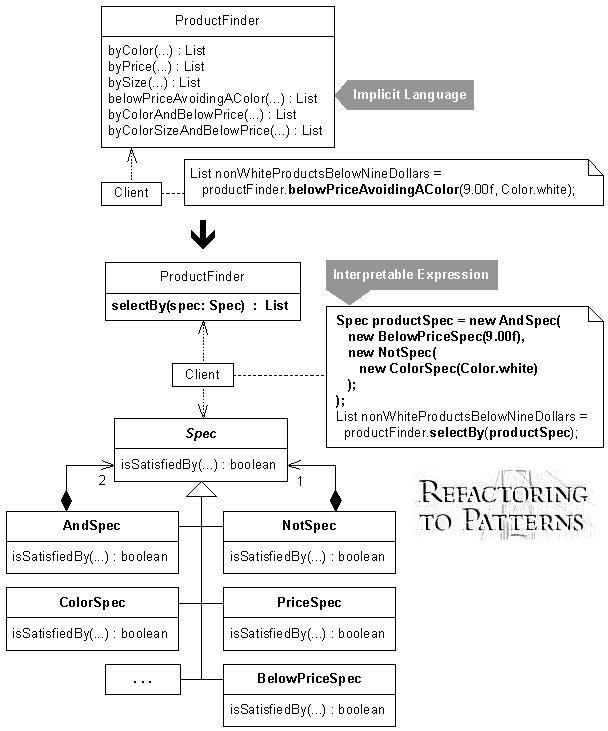 ProductFinder
byColor(...) : List
byPrice(...) : List
bySize(...) : List
belowPriceAvoidingAColor(...) : List
byColorAndBelowPrice(...) : List
byColorSizeAndBelowPrice(...) : List
Implicit Language
Client
List nonWhiteProductsBelowNineDollars =
productFinder.belowPriceAvoidingAColor(9.00f, Color.white);
ProductFinder
selectBy(spec: Spec) : List
Interpretable Expression
Client
Spec productSpec = new AndSpec(
new BelowPriceSpec(9.00f),
new NotSpec(
new ColorSpec(Color.white)
);
);
List nonWhiteProductsBelowNineDollars =
productFinder.selectBy(productSpec);
Spec
isSatisfiedBy(...) : boolean
2
1
REFACTORING
TO PATTERNS
AndSpec
isSatisfiedBy(...) : boolean
NotSpec
isSatisfiedBy(...) : boolean
ColorSpec
isSatisfiedBy(...) : boolean
PriceSpec
isSatisfiedBy(...) : boolean
...
BelowPriceSpec
isSatisfiedBy(...) : boolean